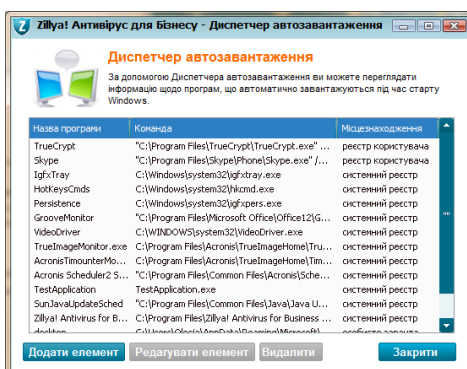 Zillya! Антивірус для Бізнесу - Диспетчер автозавантаження
Диспетчер автозавантаження
За допомогою Диспетчера автозавантаження ви можете переглядати
інформацію щодо програм, що автоматично завантажуються під час старту
Windows.
Назва програми Команда Місцезнаходження
TrueCrypt "C:\Program Files\TrueCrypt\TrueCrypt.exe" ... реєстр користувача
Skype "C:\Program Files\Skype\Phone\Skype.exe" /... реєстр користувача
IgfxTray C:\Windows\system32\igfxtray.exe системний реєстр
HotKeysCmds C:\Windows\system32\hkcmd.exe системний реєстр
Persistence C:\Windows\system32\igfxpers.exe системний реєстр
GrooveMonitor "C:\Program Files\Microsoft Office\Office12\G... системний реєстр
VideoDriver C:\WINDOWS\system32\VideoDriver.exe системний реєстр
TrueImageMonitor.exe C:\Program Files\Acronis\TrueImageHome\Tru... системний реєстр
AcronisTimounterMo... C:\Program Files\Acronis\TrueImageHome\Tim... системний реєстр
Acronis Scheduler2 S... "C:\Program Files\Common Files\Acronis\Sche... системний реєстр
TestApplication TestApplication.exe системний реєстр
SunJavaUpdateSched "C:\Program Files\Common Files\Java\Java U... системний реєстр
Zillya! Antivirus for B... C:\Program Files\Zillya! Antivirus for Business ... системний реєстр
desktop C:\Users\Olesia\AppData\Roaming\Microsoft\
Додати елемент Редагувати елемент Видалити Закрити